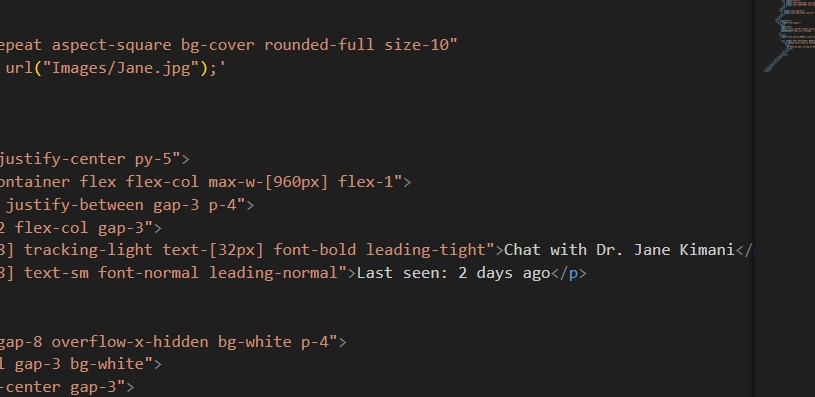 epeat aspect-square bg-cover rounded-full size-10"
url("Images/Jane.jpg");'
justify-center py-5">
ontainer flex flex-col max-w-[960px] flex-1">
justify-between gap-3 p-4">
2 flex-col gap-3">
8] tracking-light text-[32px] font-bold leading-tight">Chat with Dr. Jane Kimani</
8] text-sm font-normal leading-normal">Last seen: 2 days ago</p>
gap-8 overflow-x-hidden bg-white p-4">
l gap-3 bg-white">
-center gap-3">